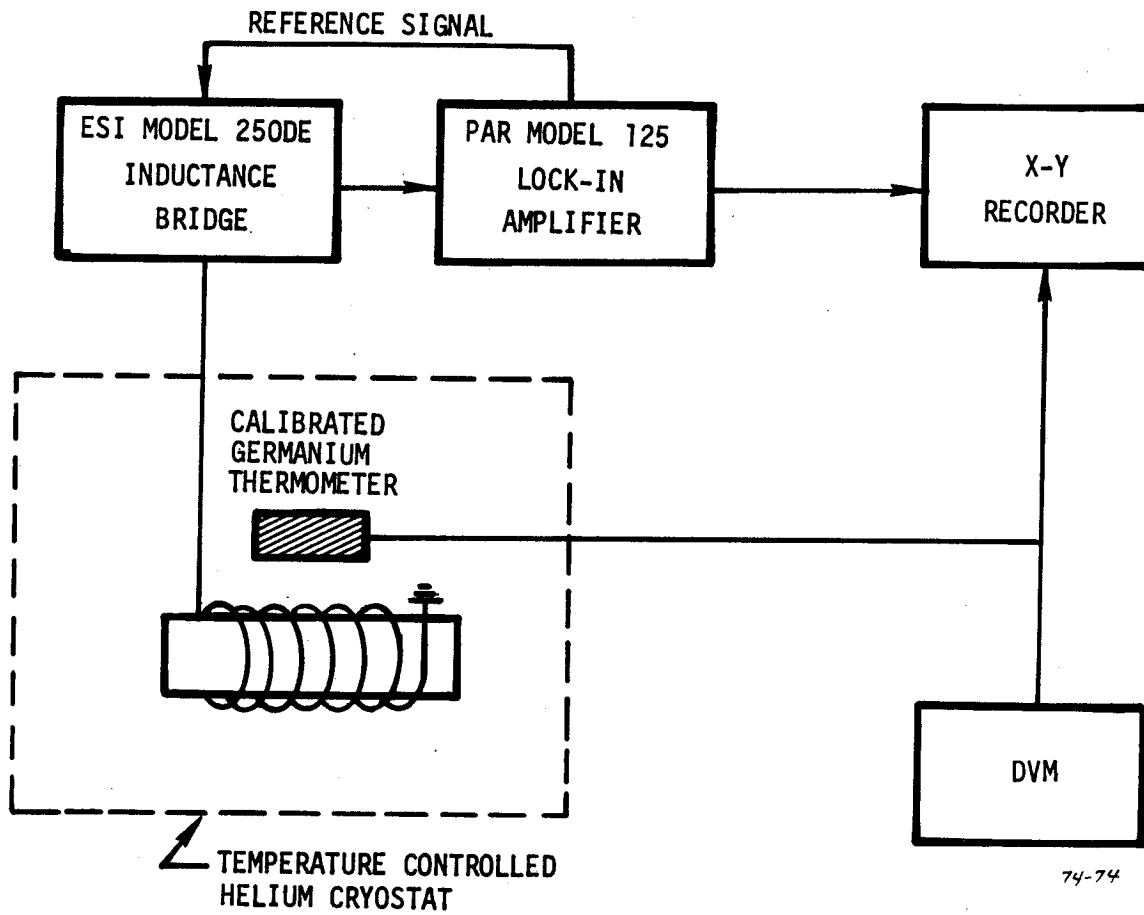 REFERENCE SIGNAL
ESI MODEL 250DE
INDUCTANCE
BRIDGE
PAR MODEL 125
LOCK-IN
AMPLIFIER
X-Y
RECORDER
CALIBRATED
GERMANIUM
THERMOMETER
DVM
TEMPERATURE CONTROLLED
HELIUM CRYOSTAT
74-74